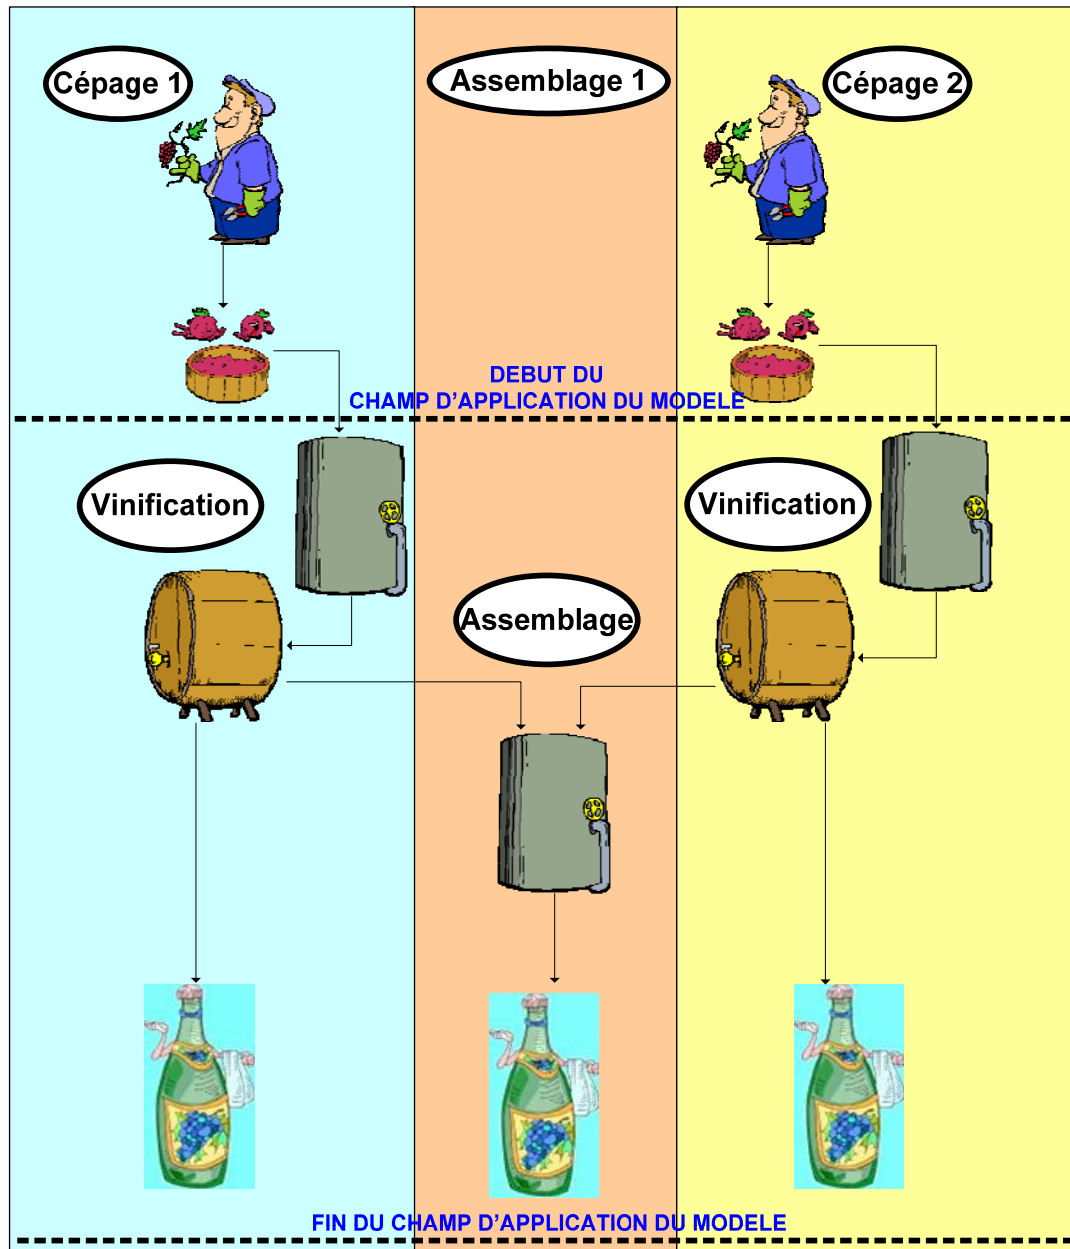 Cépage 1
Assemblage 1
Cépage 2
DEBUT DU
CHAMP D'APPLICATION DU MODELE
Vinification
Vinification
Assemblage
FIN DU CHAMP D'APPLICATION DU MODELE